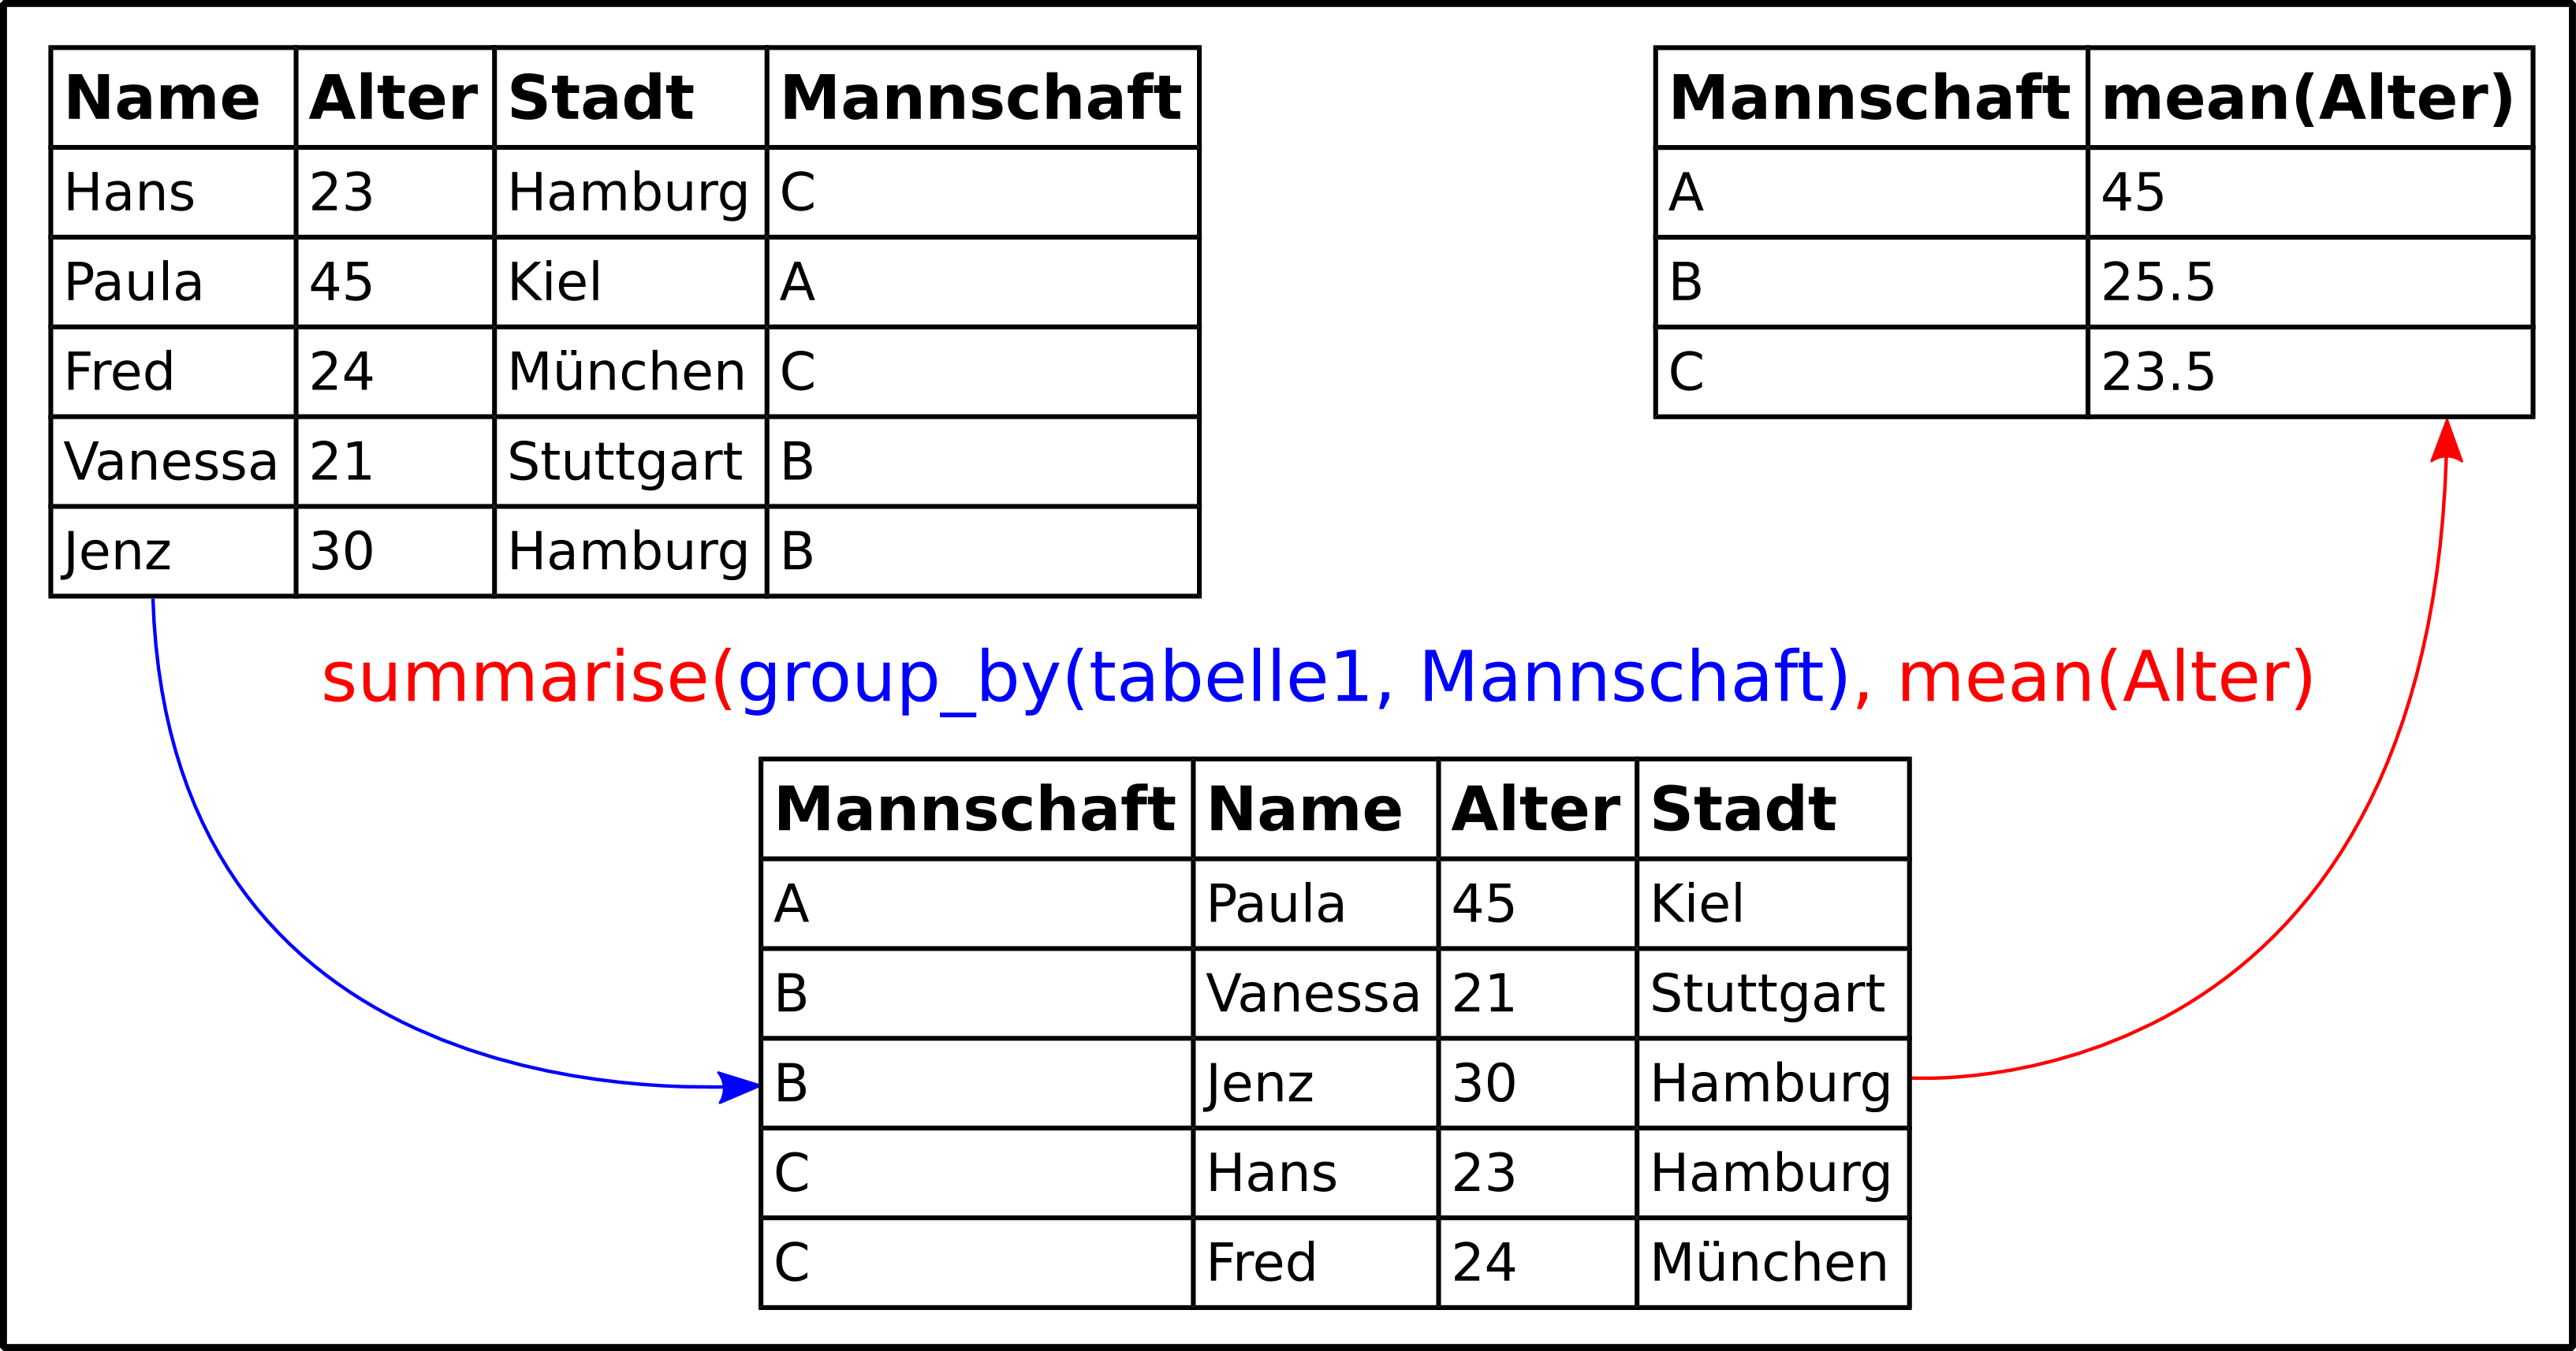 Name Alter Stadt Mannschaft
Hans 23 Hamburg C
Paula 45 Kiel A
Fred 24 München C
Vanessa 21 Stuttgart B
Jenz 30 Hamburg B
Mannschaft mean(Alter)
A 45
B 25.5
C 23.5
summarise(group_by(tabelle1, Mannschaft), mean(Alter)
Mannschaft Name Alter Stadt
A Paula 45 Kiel
B Vanessa 21 Stuttgart
B Jenz 30 Hamburg
C Hans 23 Hamburg
C Fred 24 München